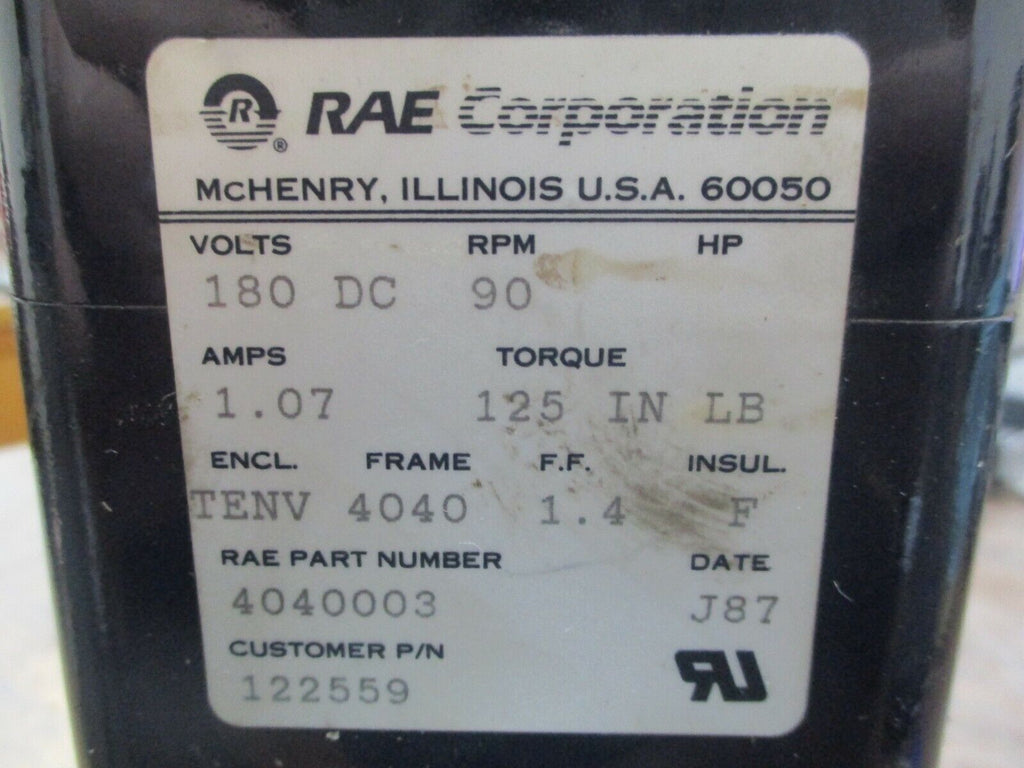 R ® RAE Corporation
McHENRY, ILLINOIS U.S.A. 60050
VOLTS RPM HP
180 DC 90
AMPS TORQUE
1.07 125 IN LB
ENCL. FRAME F.F. INSUL.
TENV 4040 1.4 F
RAE PART NUMBER DATE
4040003 J87
CUSTOMER P/N
122559 RU